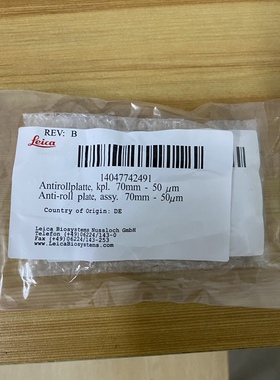 REV: B
Leica
14047742491
Antirollplatte, kpl. 70mm - 50 µm
Anti-roll plate, assy. 70mm - 50µm
Country of Origin: DE
Leica Biosystems Nussloch GmbH
Telefon (+49)06224/143-0
Fax (+49)06224/143-253
www.LeicaBiosystems.com